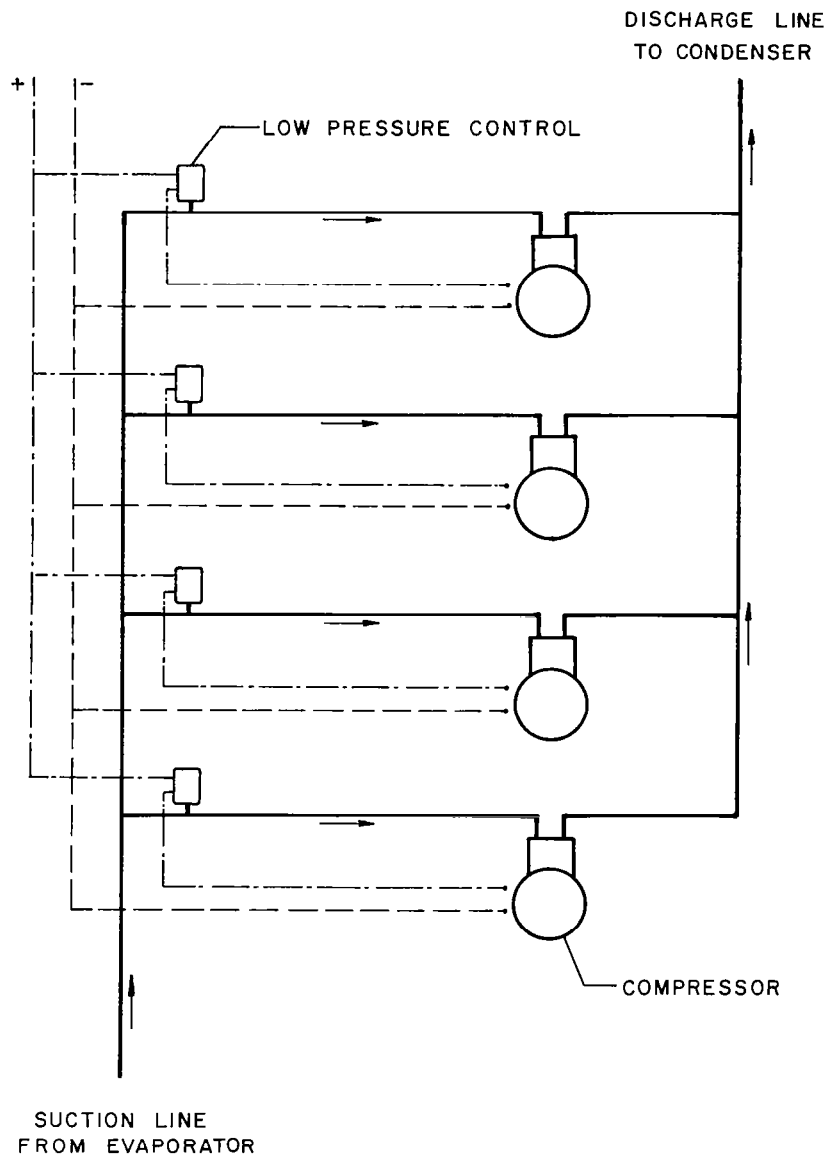 DISCHARGE LINE
TO CONDENSER
+ -
LOW PRESSURE CONTROL
COMPRESSOR
SUCTION LINE
FROM EVAPORATOR